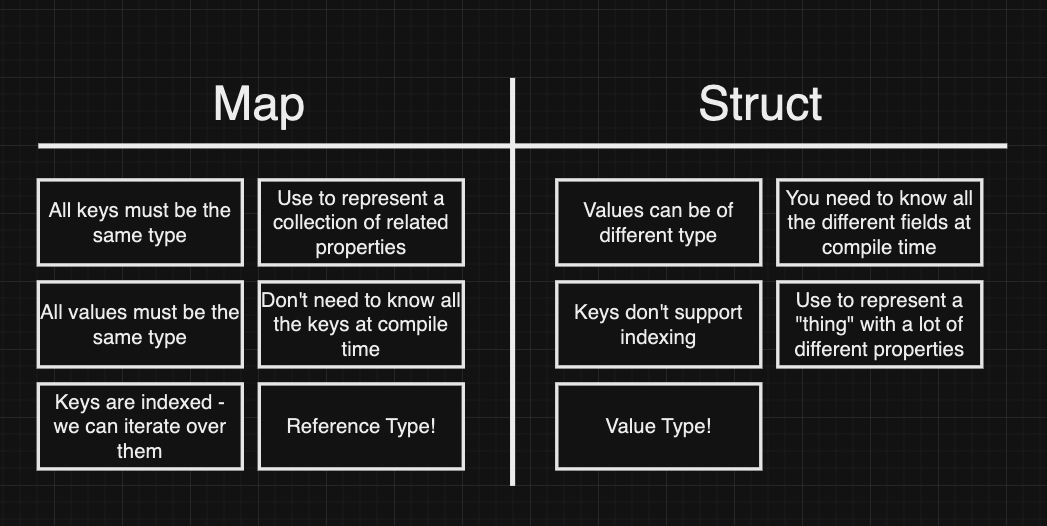 Map
Struct
All keys must be the
same type
Use to represent a
collection of related
properties
Values can be of
different type
You need to know all
the different fields at
compile time
All values must be the
same type
Don't need to know all
the keys at compile
time
Keys don't support
indexing
Use to represent a
"thing" with a lot of
different properties
Keys are indexed -
we can iterate over
them
Reference Type!
Value Type!